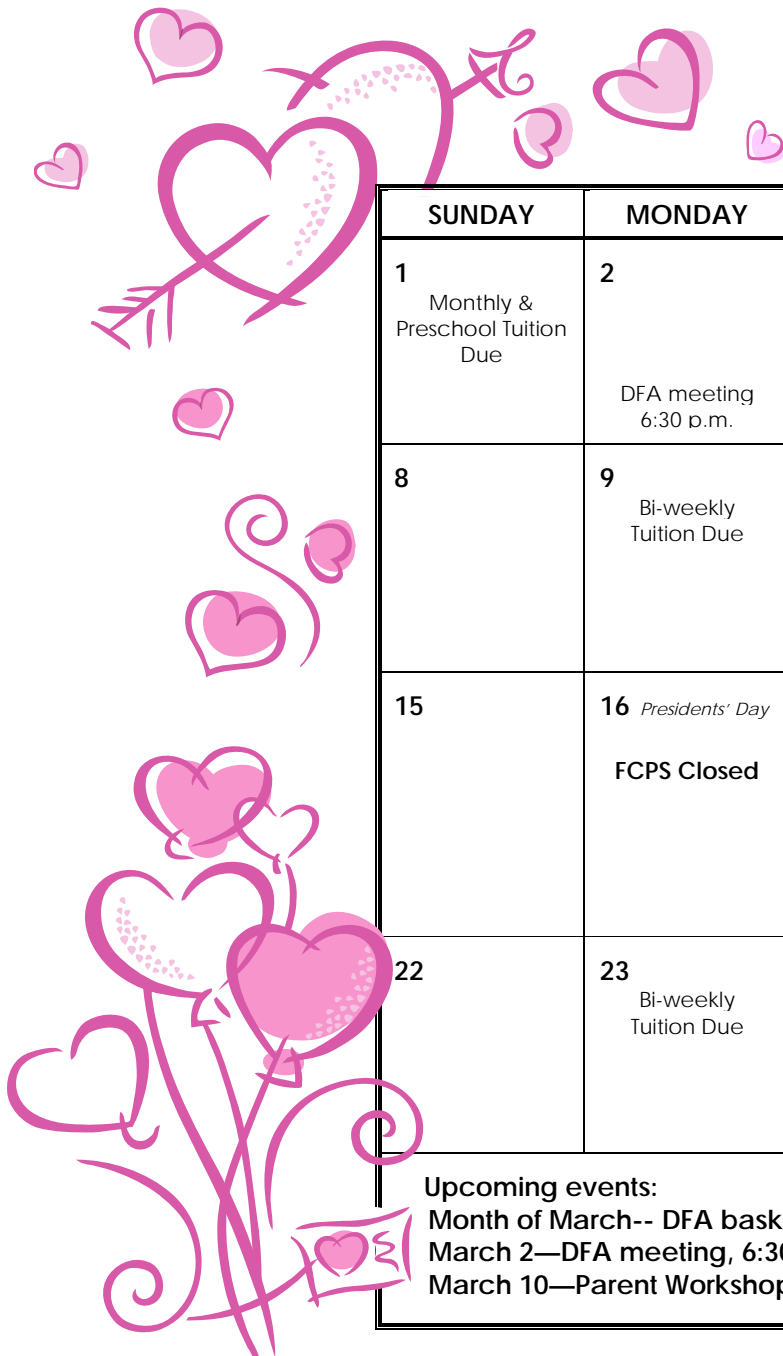 SUNDAY MONDAY
1
Monthly &
Preschool Tuition
Due
2
DFA meeting
6:30 p.m.
8
9
Bi-weekly
Tuition Due
15
16 Presidents' Day
FCPS Closed
22
23
Bi-weekly
Tuition Due
Upcoming events:
Month of March-- DFA bask
March 2—DFA meeting, 6:30
March 10—Parent Workshop